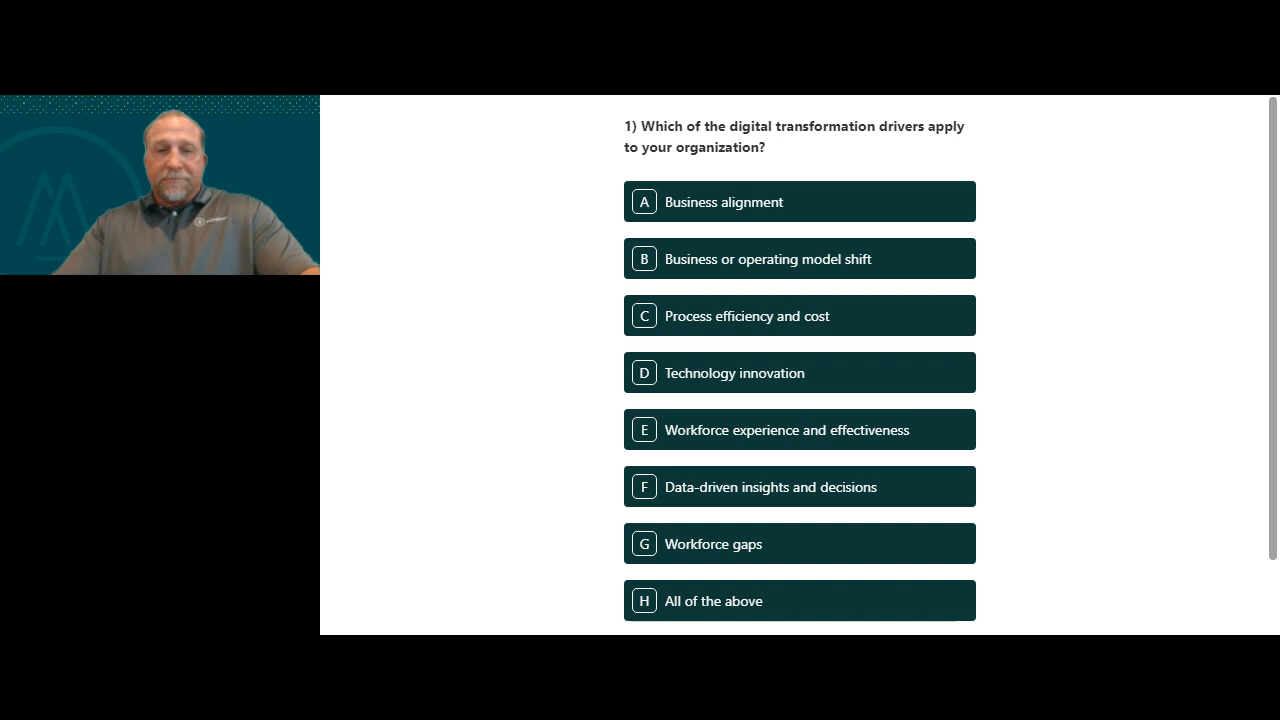 1) Which of the digital transformation drivers apply
to your organization?
A Business alignment
B Business or operating model shift
C Process efficiency and cost
D Technology innovation
E Workforce experience and effectiveness
F Data-driven insights and decisions
G Workforce gaps
H All of the above